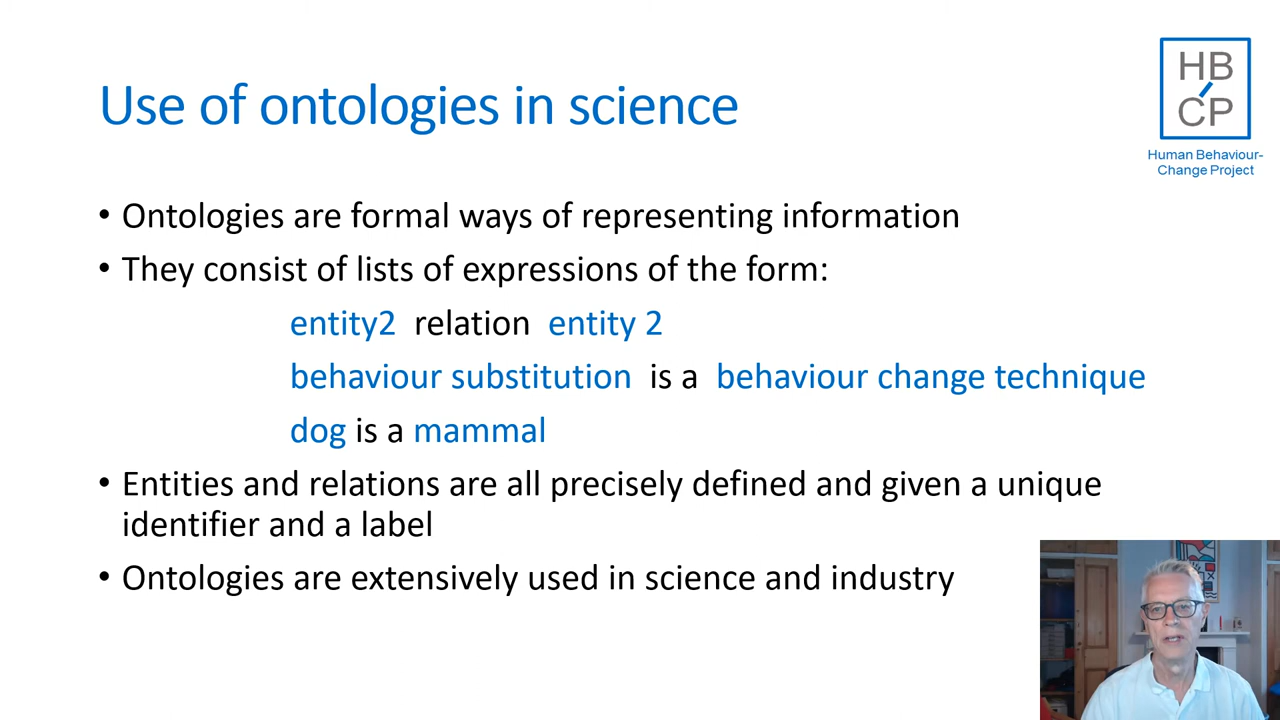 Use of ontologies in science
HB
CP
Human Behaviour-
Change Project
• Ontologies are formal ways of representing information
• They consist of lists of expressions of the form:
entity2 relation entity 2
behaviour substitution is a behaviour change technique
dog is a mammal
• Entities and relations are all precisely defined and given a unique
identifier and a label
• Ontologies are extensively used in science and industry